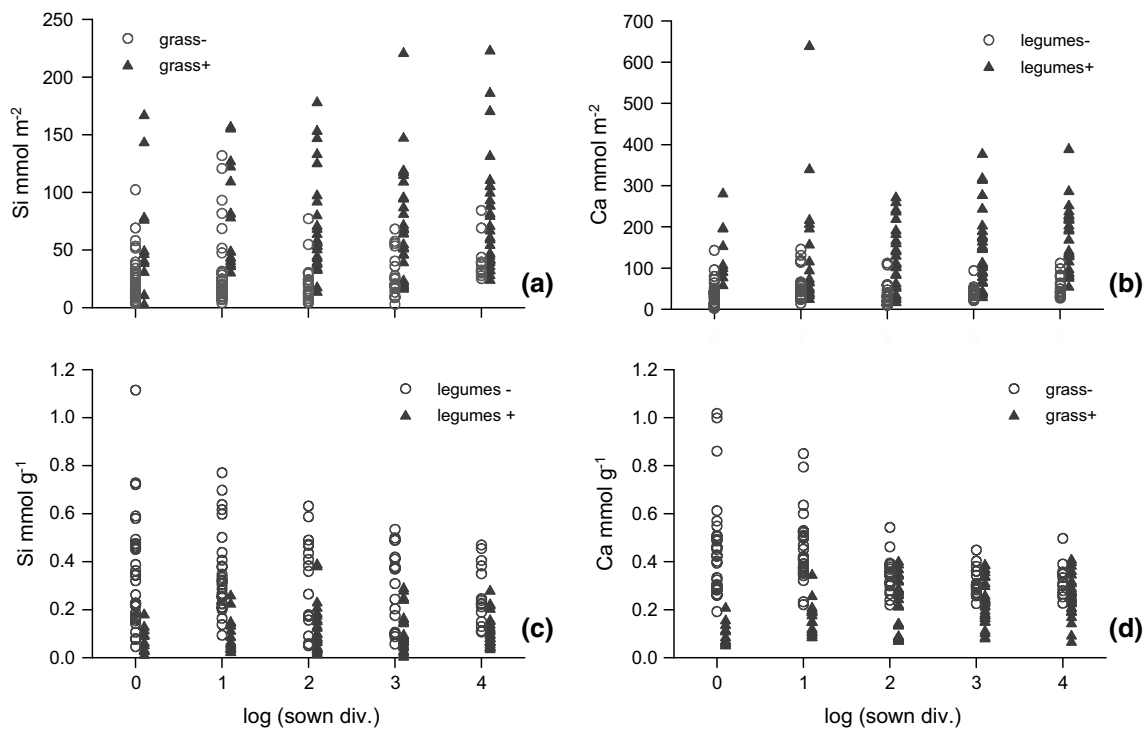 250
200
150
100
50
0
Si mmol m-2
grass-
grass+
(a)
700
600
500
400
300
200
100
0
Ca mmol m-2
legumes-
legumes+
(b)
1.2
1.0
0.8
0.6
0.4
0.2
0.0
Si mmol g-1
legumes -
legumes +
(c)
0 1 2 3 4
log (sown div.)
1.2
1.0
0.8
0.6
0.4
0.2
0.0
Ca mmol g-1
grass-
grass+
(d)
0 1 2 3 4
log (sown div.)